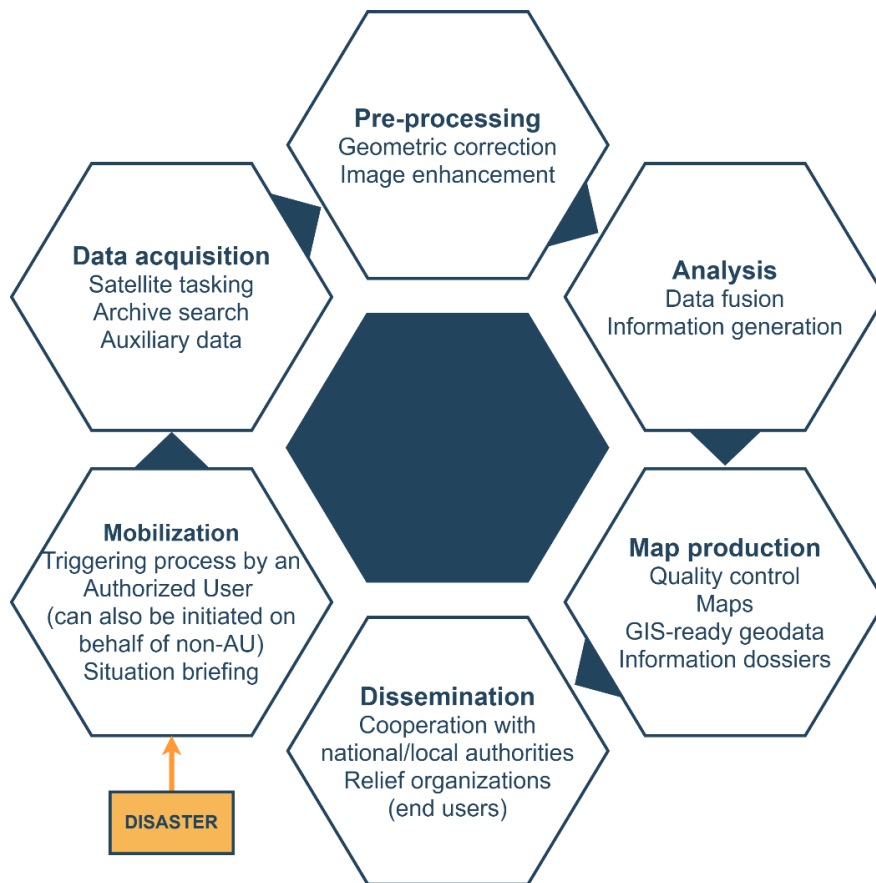 Pre-processing
Geometric correction
Image enhancement
Data acquisition
Satellite tasking
Archive search
Auxiliary data
Analysis
Data fusion
Information generation
Mobilization
Triggering process by an
Authorized User
(can also be initiated on
behalf of non-AU)
Situation briefing
Map production
Quality control
Maps
GIS-ready geodata
Information dossiers
Dissemination
Cooperation with
national/local authorities
Relief organizations
(end users)
DISASTER